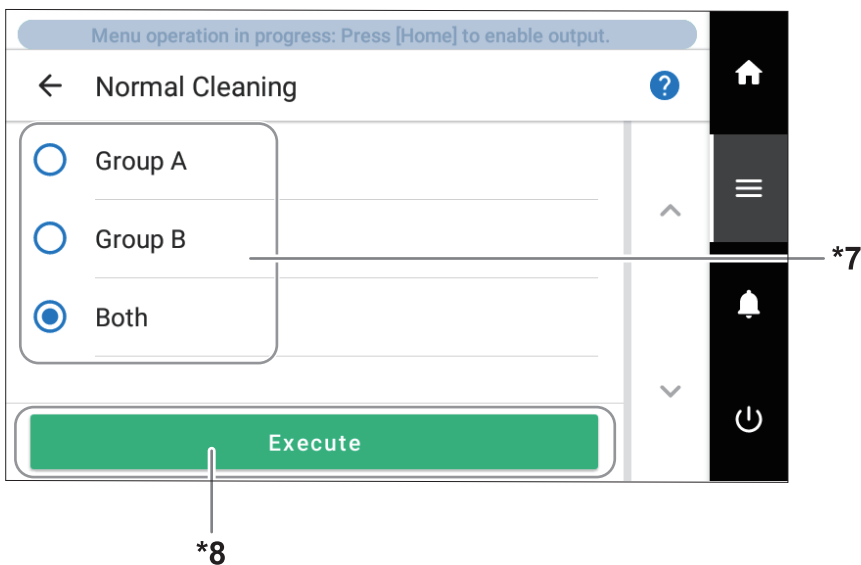 Menu operation in progress: Press [Home] to enable output.
Normal Cleaning
?
Group A
Group B
*7
Both
Execute
*8